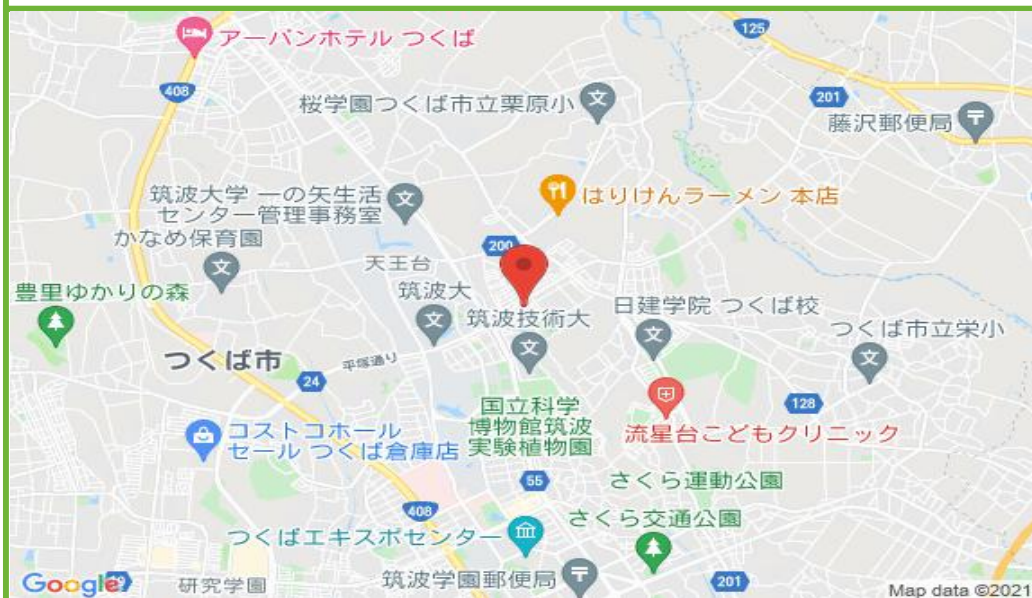 アーバンホテル つくば
125
408
桜学園つくば市立栗原小
201
藤沢郵便局
筑波大学 一の矢生活
センター管理事務室
はりけんラーメン 本店
かなめ保育園
200
天王台
豊里ゆかりの森
筑波大
筑波技術大
日建学院 つくば校
つくば市立栄小
つくば市
平塚通り
24
国立科学
博物館筑波
実験植物園
128
流星台こどもクリニック
コストコホール
セール つくば倉庫店
55
さくら運動公園
408
さくら交通公園
つくばエキスポセンター
筑波学園郵便局
201
Google
研究学園
Map data ©2021